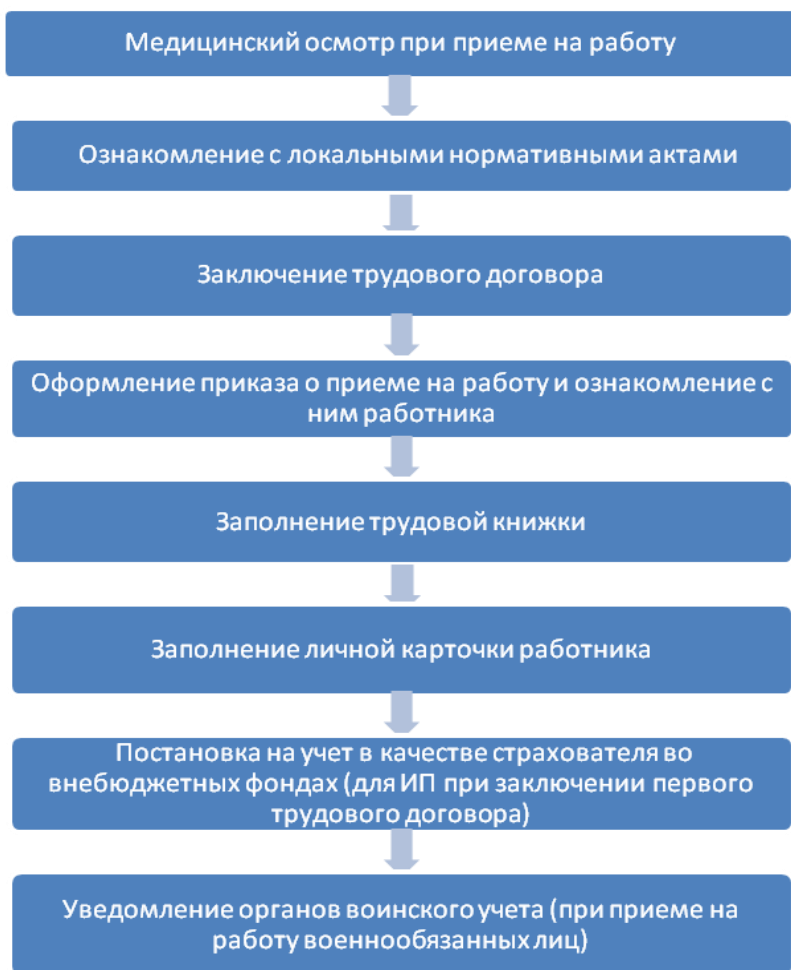 Медицинский осмотр при приеме на работу
Ознакомление с локальными нормативными актами
Заключение трудового договора
Оформление приказа о приеме на работу и ознакомление с
ним работника
Заполнение трудовой книжки
Заполнение личной карточки работника
Постановка на учет в качестве страхователя во
внебюджетных фондах (для ИП при заключении первого
трудового договора)
Уведомление органов воинского учета (при приеме на
работу военнообязанных лиц)